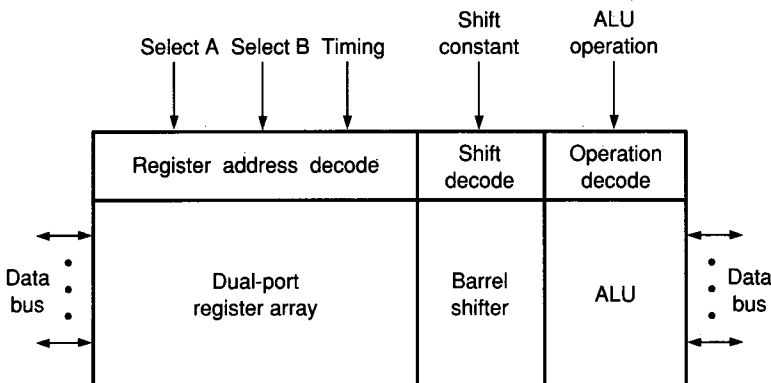 Select A Select B Timing
Shift
constant
ALU
operation
Register address decode
Shift
decode
Operation
decode
Data
bus
Dual-port
register array
Barrel
shifter
ALU
Data
bus